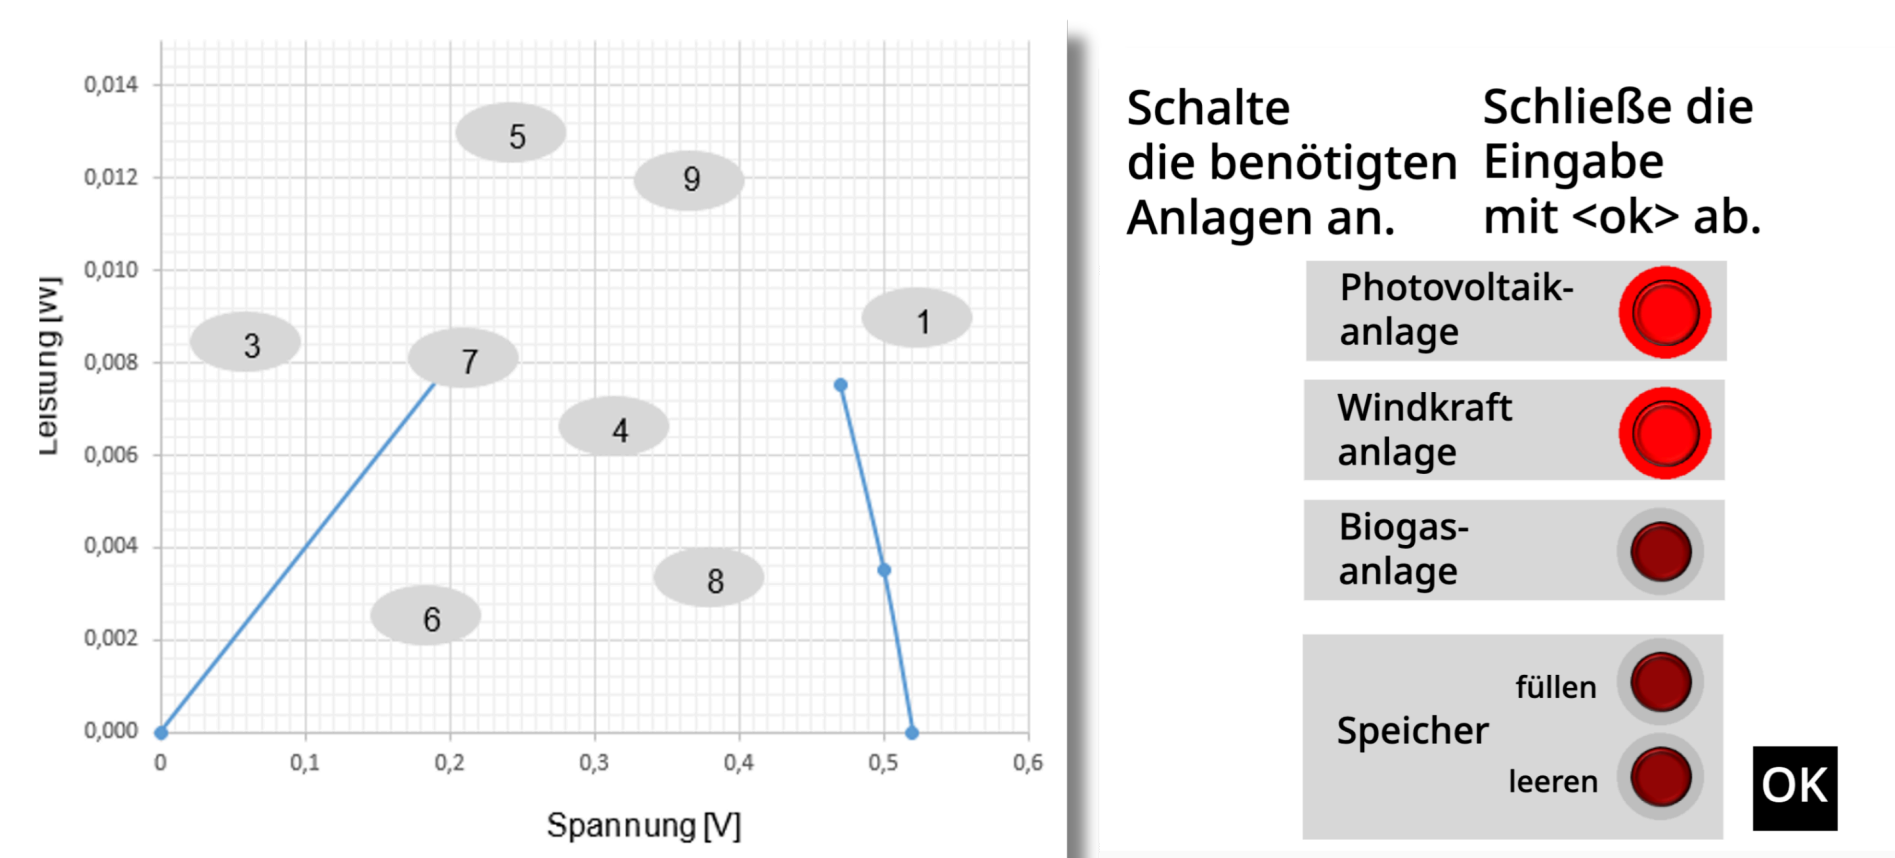 0,014
0,012
0,010
0,008
0,006
0,004
0,002
0,000
0
0,1
0,2
0,3
0,4
0,5
0,6
Leistung [W]
Spannung [V]
5
9
3
7
1
4
8
6
Schalte
die benötigten
Anlagen an.
Schließe die
Eingabe
mit <ok> ab.
Photovoltaik-
anlage
Windkraft
anlage
Biogas-
anlage
füllen
Speicher
leeren
OK